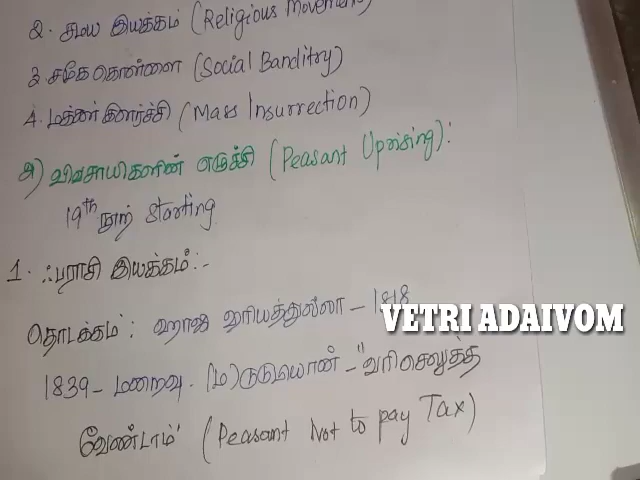 2. சமய இயக்கம் (Religious Movement)
3. சமூக கொள்ளை (Social Banditry)
4. மக்கள் கிளர்ச்சி (Mass Insurrection)
அ) விவசாயிகளின் எழுச்சி (Peasant Uprising):
19th நூற் Starting
1. ஃபராசி இயக்கம்:-
தொடக்கம்: ஹாஜி ஷரியத்துல்லா - 1818
VETRI ADAIVOM
1839 - மறைவு. (ம) டுடுமியான் - "வரி செலுத்த
வேண்டாம்" (Peasant Not to pay Tax)